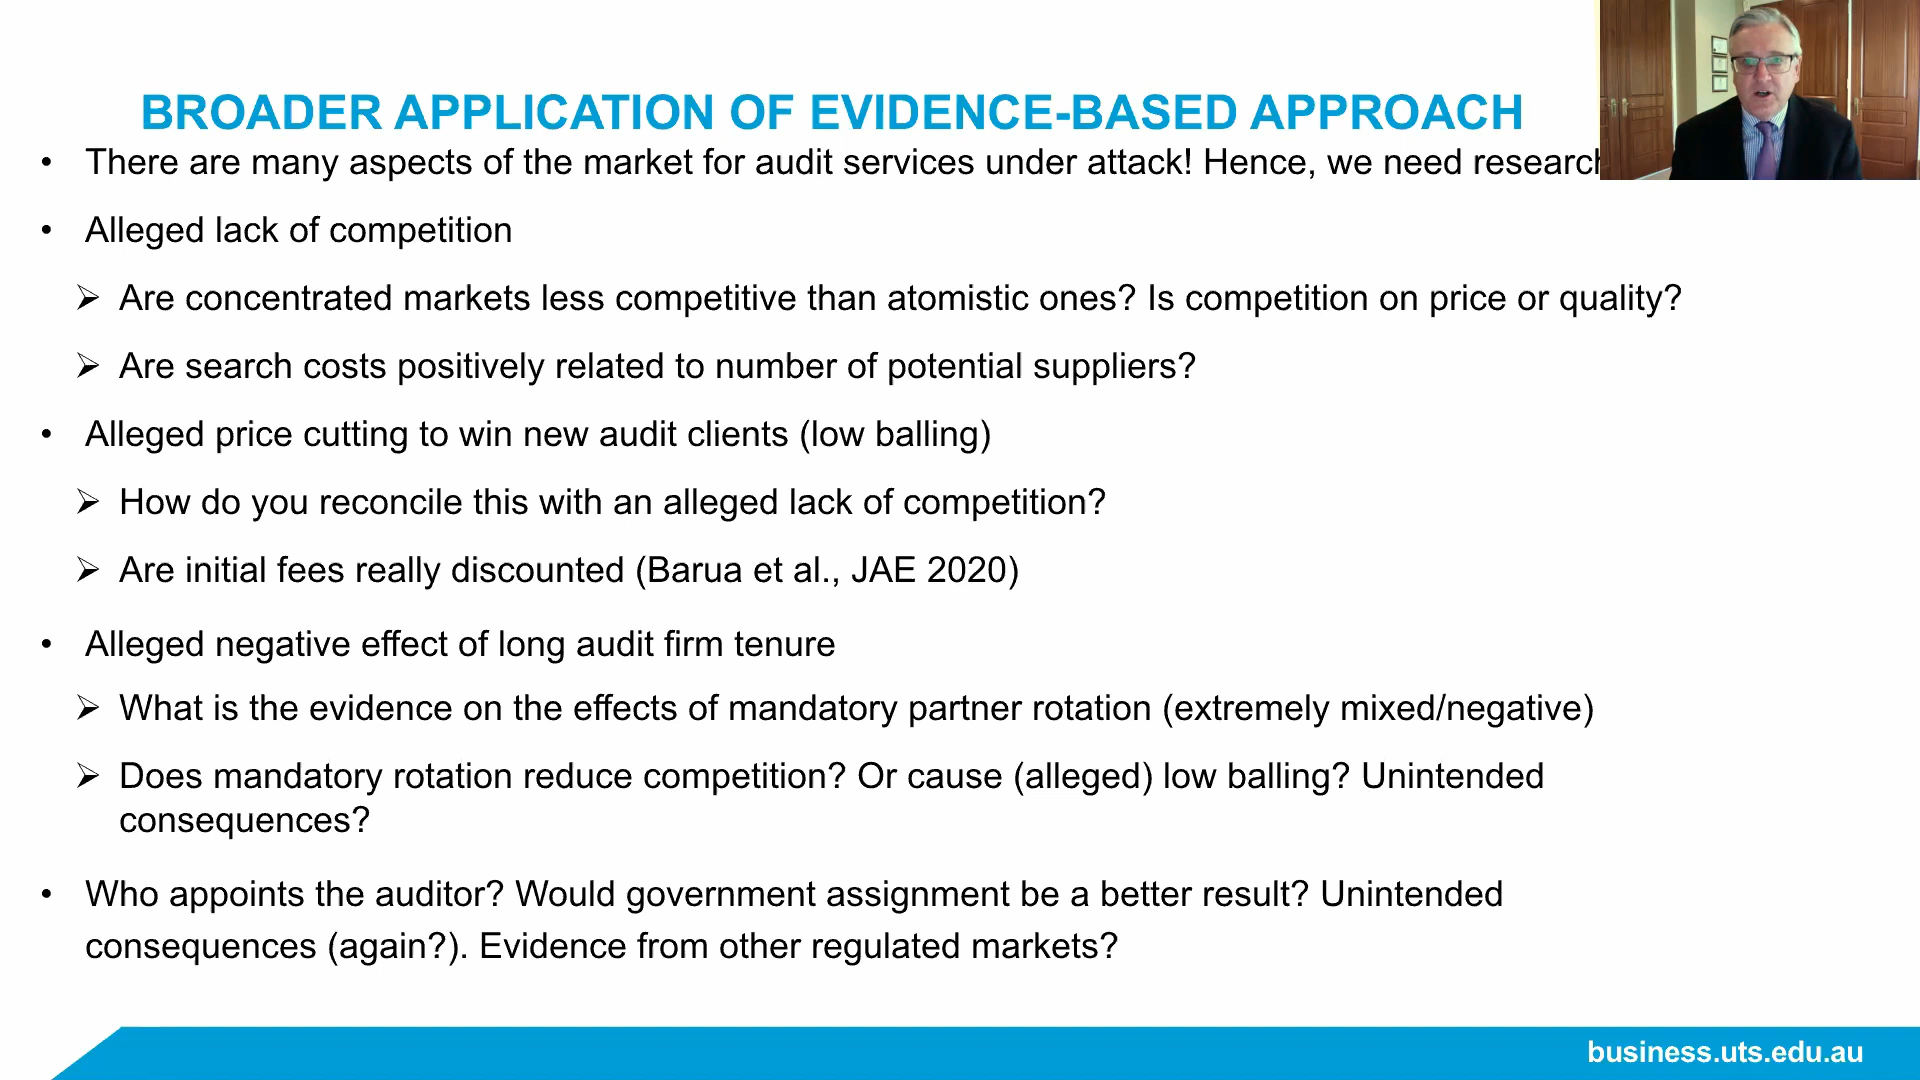 BROADER APPLICATION OF EVIDENCE-BASED APPROACH
• There are many aspects of the market for audit services under attack! Hence, we need research
• Alleged lack of competition
➢ Are concentrated markets less competitive than atomistic ones? Is competition on price or quality?
➢ Are search costs positively related to number of potential suppliers?
• Alleged price cutting to win new audit clients (low balling)
➢ How do you reconcile this with an alleged lack of competition?
➢ Are initial fees really discounted (Barua et al., JAE 2020)
• Alleged negative effect of long audit firm tenure
➢ What is the evidence on the effects of mandatory partner rotation (extremely mixed/negative)
➢ Does mandatory rotation reduce competition? Or cause (alleged) low balling? Unintended
consequences?
• Who appoints the auditor? Would government assignment be a better result? Unintended
consequences (again?). Evidence from other regulated markets?
business.uts.edu.au